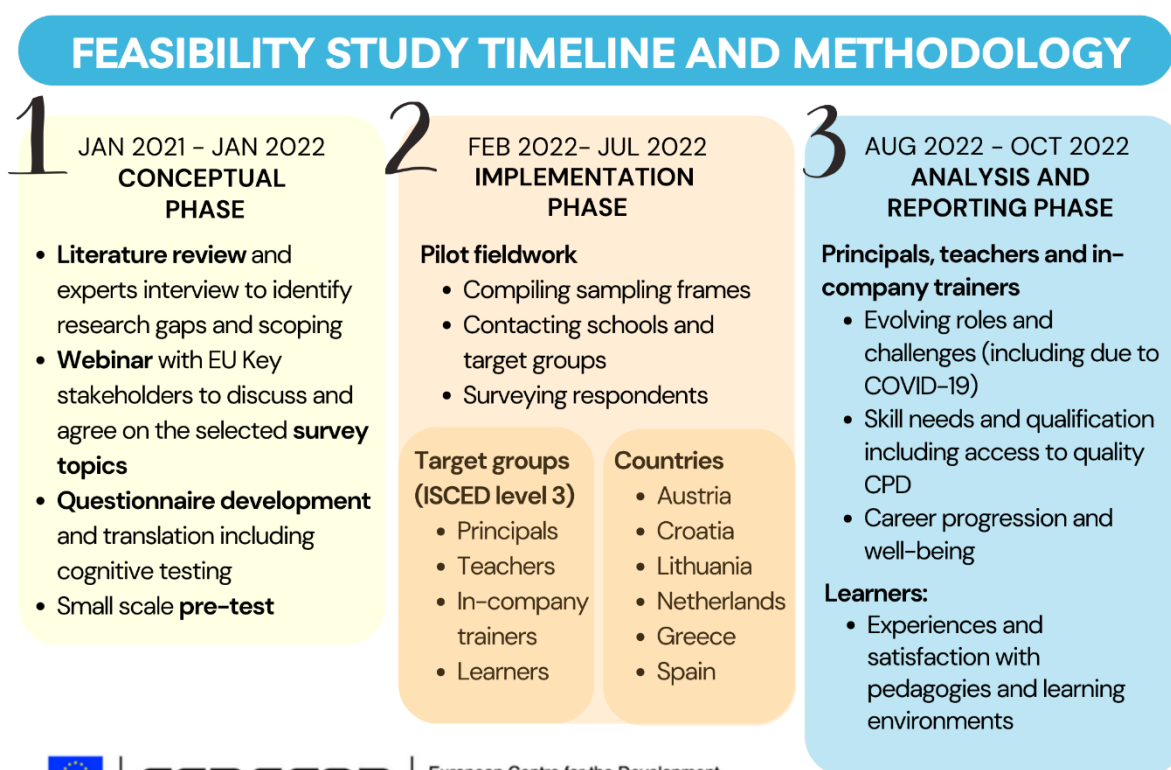 FEASIBILITY STUDY TIMELINE AND METHODOLOGY
1
JAN 2021 - JAN 2022
CONCEPTUAL
PHASE
• Literature review and
experts interview to identify
research gaps and scoping
• Webinar with EU Key
stakeholders to discuss and
agree on the selected survey
topics
• Questionnaire development
and translation including
cognitive testing
• Small scale pre-test
2
FEB 2022- JUL 2022
IMPLEMENTATION
PHASE
Pilot fieldwork
• Compiling sampling frames
• Contacting schools and
target groups
• Surveying respondents
Target groups
(ISCED level 3)
• Principals
• Teachers
• In-company
trainers
• Learners
Countries
• Austria
• Croatia
• Lithuania
• Netherlands
• Greece
• Spain
3
AUG 2022 - OCT 2022
ANALYSIS AND
REPORTING PHASE
Principals, teachers and in-
company trainers
• Evolving roles and
challenges (including due to
COVID-19)
• Skill needs and qualification
including access to quality
CPD
• Career progression and
well-being
Learners:
• Experiences and
satisfaction with
pedagogies and learning
environments
European Centre for the Development